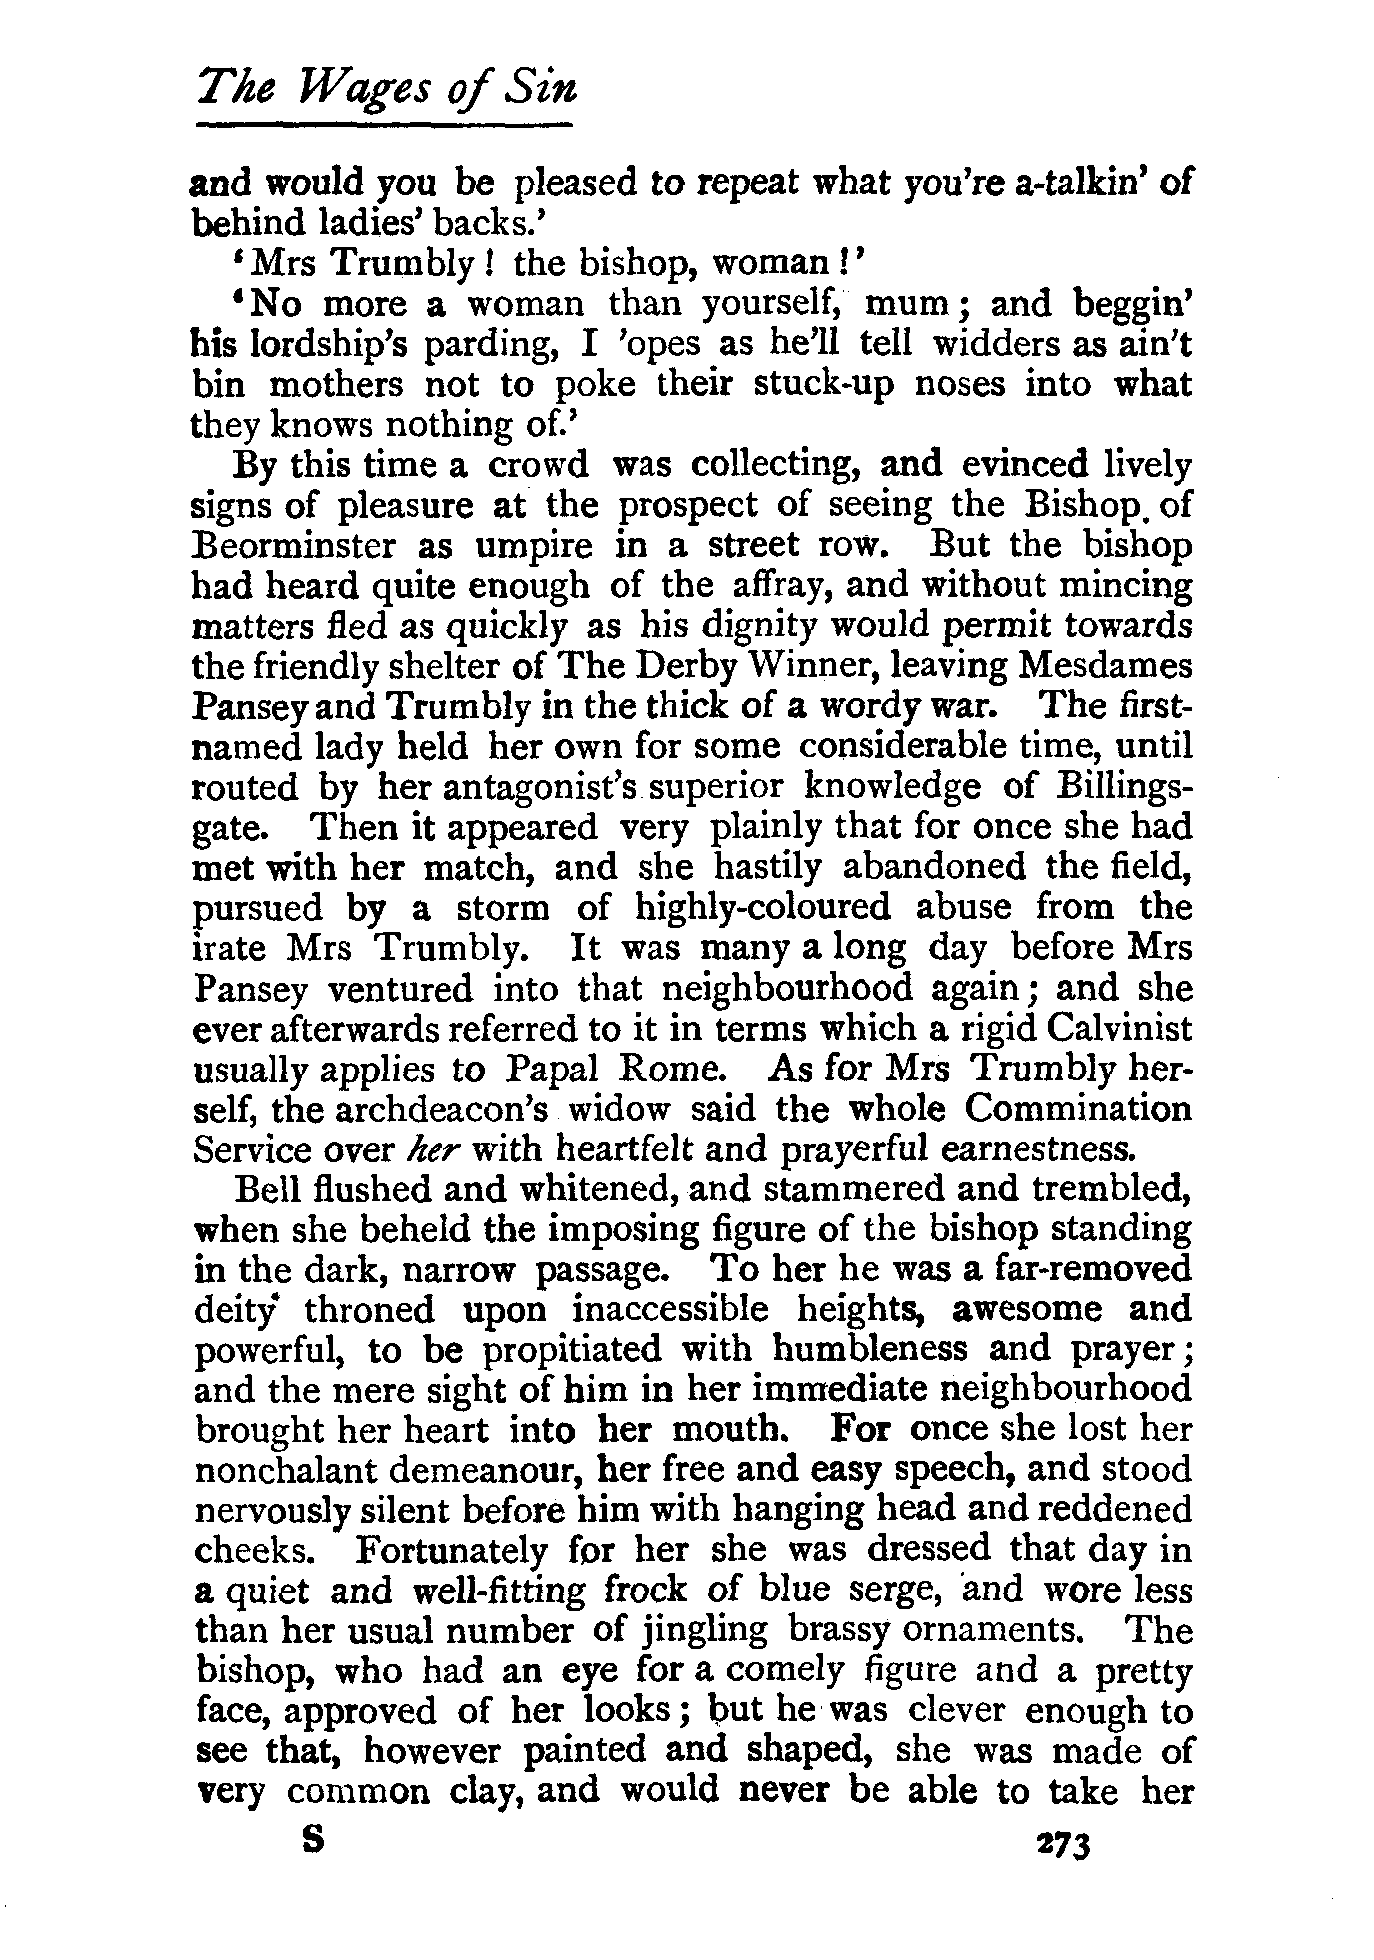 The Wages of Sin
and would you be pleased to repeat what you're a-talkin' of
behind ladies' backs.'
'Mrs Trumbly! the bishop, woman!'
'No more a woman than yourself, mum; and beggin'
his lordship's parding, I 'opes as he'll tell widders as ain't
bin mothers not to poke their stuck-up noses into what
they knows nothing of.'
By this time a crowd was collecting, and evinced lively
signs of pleasure at the prospect of seeing the Bishop of
Beorminster as umpire in a street row. But the bishop
had heard quite enough of the affray, and without mincing
matters fled as quickly as his dignity would permit towards
the friendly shelter of The Derby Winner, leaving Mesdames
Pansey and Trumbly in the thick of a wordy war. The first-
named lady held her own for some considerable time, until
routed by her antagonist's superior knowledge of Billings-
gate. Then it appeared very plainly that for once she had
met with her match, and she hastily abandoned the field,
pursued by a storm of highly-coloured abuse from the
irate Mrs Trumbly. It was many a long day before Mrs
Pansey ventured into that neighbourhood again; and she
ever afterwards referred to it in terms which a rigid Calvinist
usually applies to Papal Rome. As for Mrs Trumbly her-
self, the archdeacon's widow said the whole Commination
Service over her with heartfelt and prayerful earnestness.
Bell flushed and whitened, and stammered and trembled,
when she beheld the imposing figure of the bishop standing
in the dark, narrow passage. To her he was a far-removed
deity throned upon inaccessible heights, awesome and
powerful, to be propitiated with humbleness and prayer;
and the mere sight of him in her immediate neighbourhood
brought her heart into her mouth. For once she lost her
nonchalant demeanour, her free and easy speech, and stood
nervously silent before him with hanging head and reddened
cheeks. Fortunately for her she was dressed that day in
a quiet and well-fitting frock of blue serge, and wore less
than her usual number of jingling brassy ornaments. The
bishop, who had an eye for a comely figure and a pretty
face, approved of her looks; but he was clever enough to
see that, however painted and shaped, she was made of
very common clay, and would never be able to take her
S 273